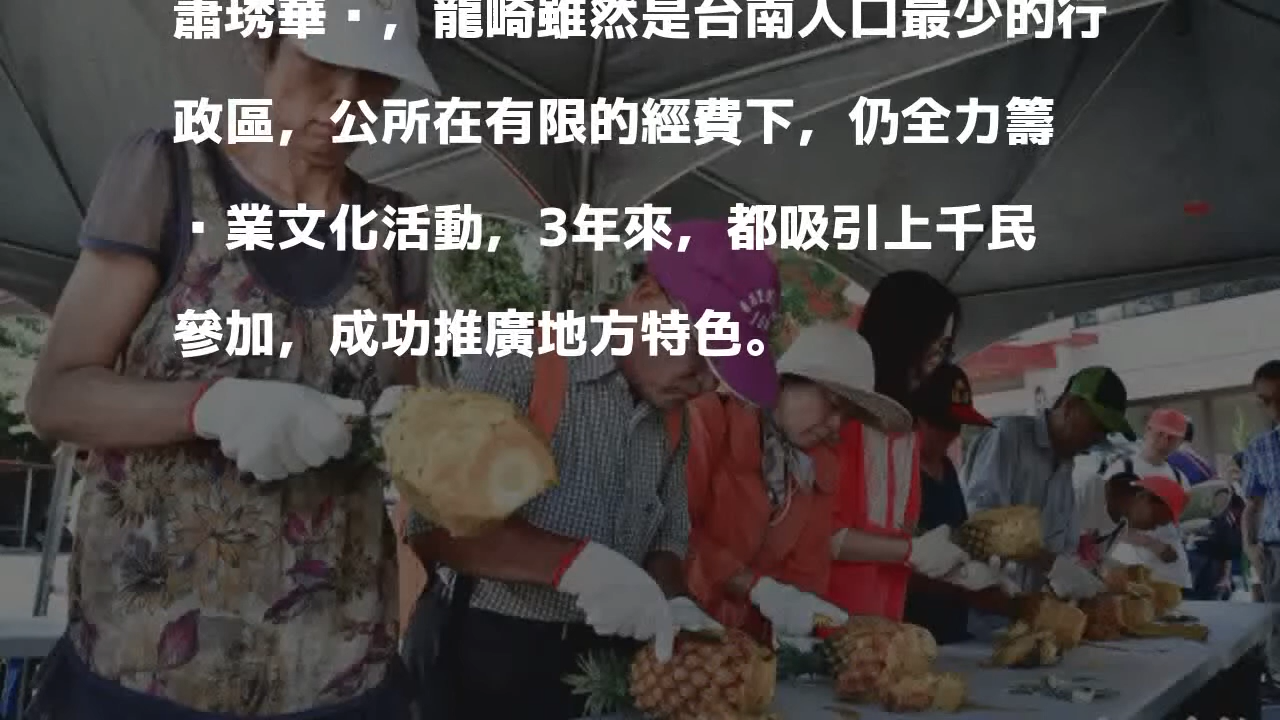 蕭琇華▪，龍崎雖然是台南人口最少的行
政區，公所在有限的經費下，仍全力籌
▪業文化活動，3年來，都吸引上千民
參加，成功推廣地方特色。